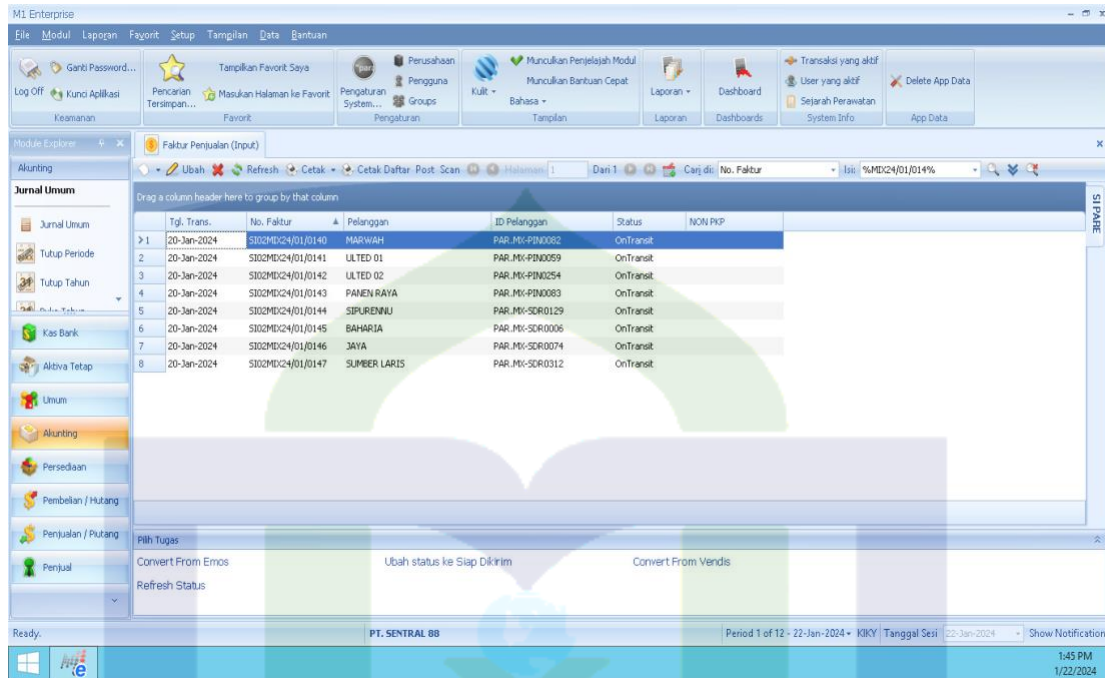 M1 Enterprise
File Modul Laporan Favorit Setup Tampilan Data Bantuan
Log Off
Ganti Password...
Kunci Aplikasi
Keamanan
Pencarian Tersimpan...
Tampilkan Favorit Saya
Masukan Halaman ke Favorit
Favorit
Pengaturan System...
Perusahaan
Pengguna
Groups
Pengaturan
Kulit
Munculkan Penjelajah Modul
Munculkan Bantuan Cepat
Bahasa
Tampilan
Laporan
Laporan
Dashboard
Dashboards
Transaksi yang aktif
User yang aktif
Sejarah Perawatan
System Info
Delete App Data
App Data
Module Explorer
Akunting
Jurnal Umum
Jurnal Umum
Tutup Periode
Tutup Tahun
Kas Bank
Aktiva Tetap
Umum
Akunting
Persediaan
Pembelian / Hutang
Penjualan / Piutang
Penjual
Faktur Penjualan (Input)
Ubah Refresh Cetak Cetak Daftar Post Scan Halaman 1 Dari 1 Cari di: No. Faktur Isi: %MDX24/01/014%
Drag a column header here to group by that column
Tgl. Trans. No. Faktur Pelanggan ID Pelanggan Status NON PKP
1 20-Jan-2024 SI02MDX24/01/0140 MARWAH PAR.MX-PIN0082 OnTransit
2 20-Jan-2024 SI02MDX24/01/0141 ULTED 01 PAR.MX-PIN0059 OnTransit
3 20-Jan-2024 SI02MDX24/01/0142 ULTED 02 PAR.MX-PIN0254 OnTransit
4 20-Jan-2024 SI02MDX24/01/0143 PANEN RAYA PAR.MX-PIN0083 OnTransit
5 20-Jan-2024 SI02MDX24/01/0144 SIPURENNU PAR.MX-SDR0129 OnTransit
6 20-Jan-2024 SI02MDX24/01/0145 BAHARIA PAR.MX-SDR0006 OnTransit
7 20-Jan-2024 SI02MDX24/01/0146 JAYA PAR.MX-SDR0074 OnTransit
8 20-Jan-2024 SI02MDX24/01/0147 SUMBER LARIS PAR.MX-SDR0312 OnTransit
SI PARE
Pilih Tugas
Convert From Emos Ubah status ke Siap Dikirim Convert From Vendis
Refresh Status
Ready. PT. SENTRAL 88 Period 1 of 12 - 22-Jan-2024 KIKY Tanggal Sesi 22-Jan-2024 Show Notification
1:45 PM
1/22/2024